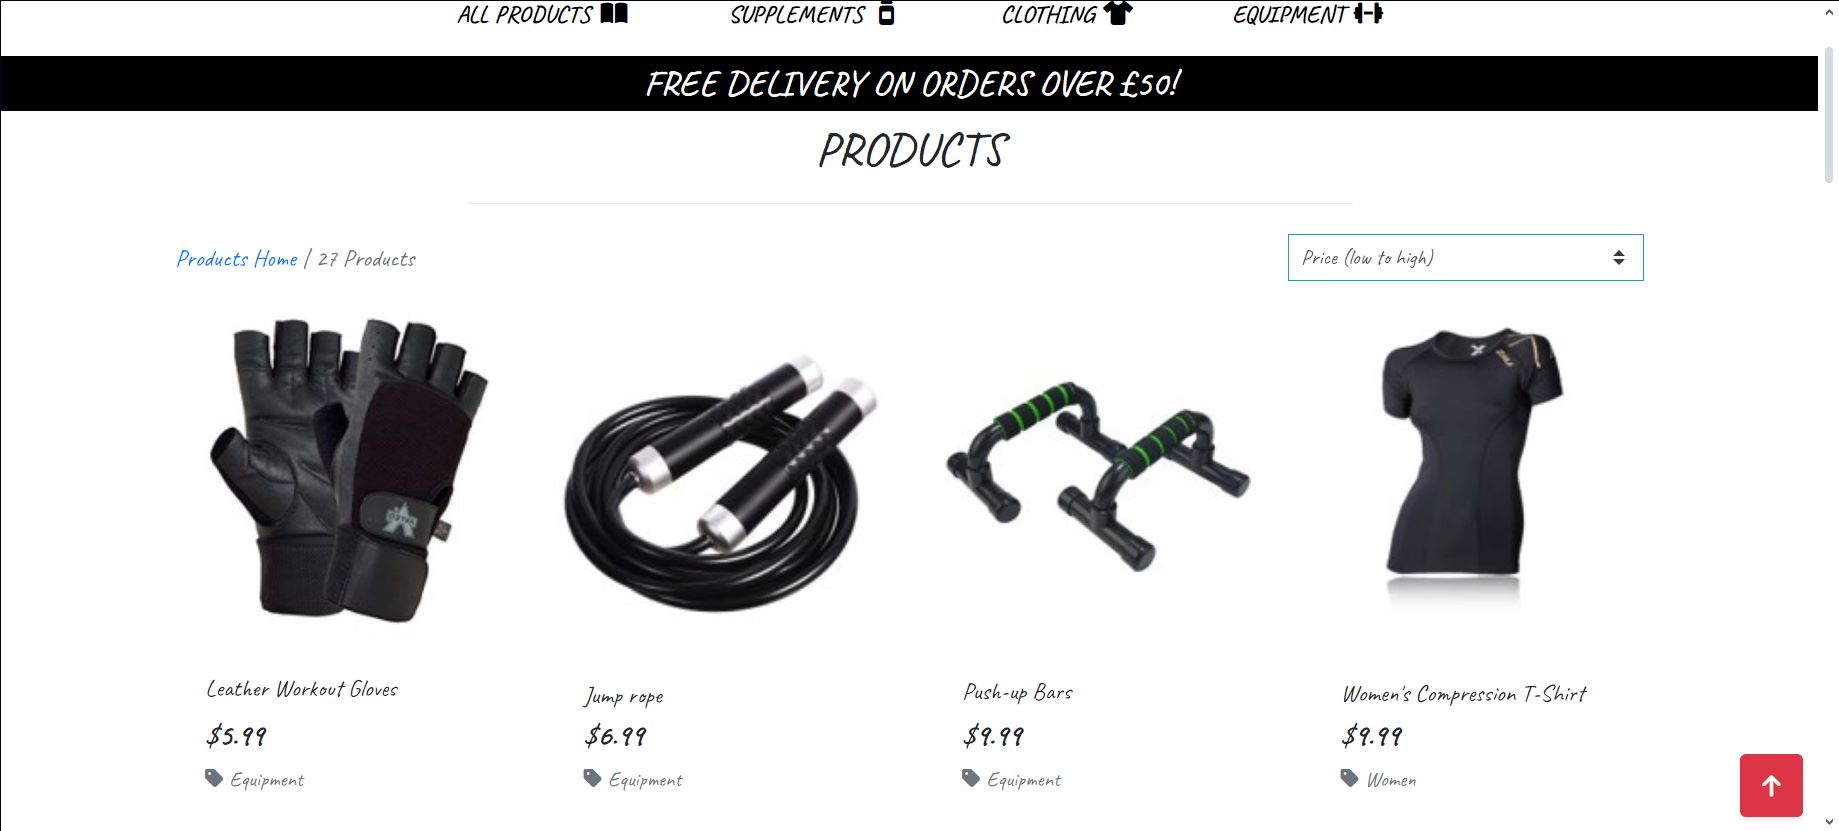 ALL PRODUCTS SUPPLEMENTS CLOTHING EQUIPMENT
FREE DELIVERY ON ORDERS OVER £50!
PRODUCTS
Products Home | 27 Products
Price (low to high)
Leather Workout Gloves
Jump rope
Push-up Bars
Women's Compression T-Shirt
$5.99
$6.99
$9.99
$9.99
Equipment
Equipment
Equipment
Women